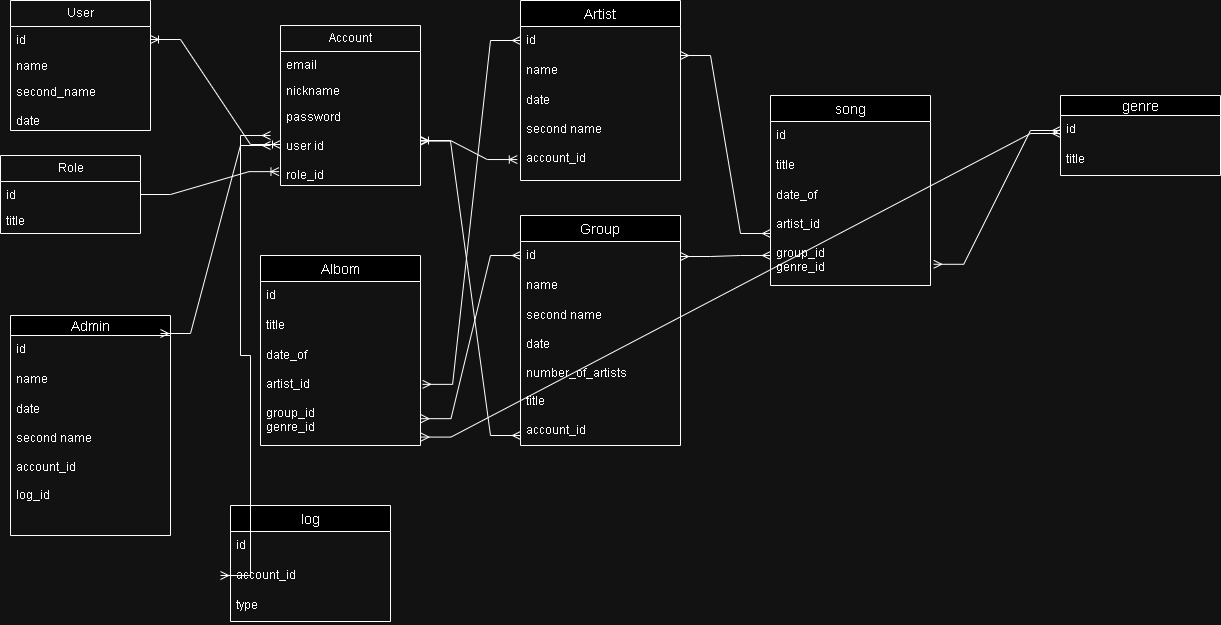 User
id
name
second_name
date
Role
id
title
Admin
id
name
date
second name
account_id
log_id
Account
email
nickname
password
user id
role_id
Albom
id
title
date_of
artist_id
group_id
genre_id
log
id
account_id
type
Artist
id
name
date
second name
account_id
Group
id
name
second name
date
number_of_artists
title
account_id
song
id
title
date_of
artist_id
group_id
genre_id
genre
id
title